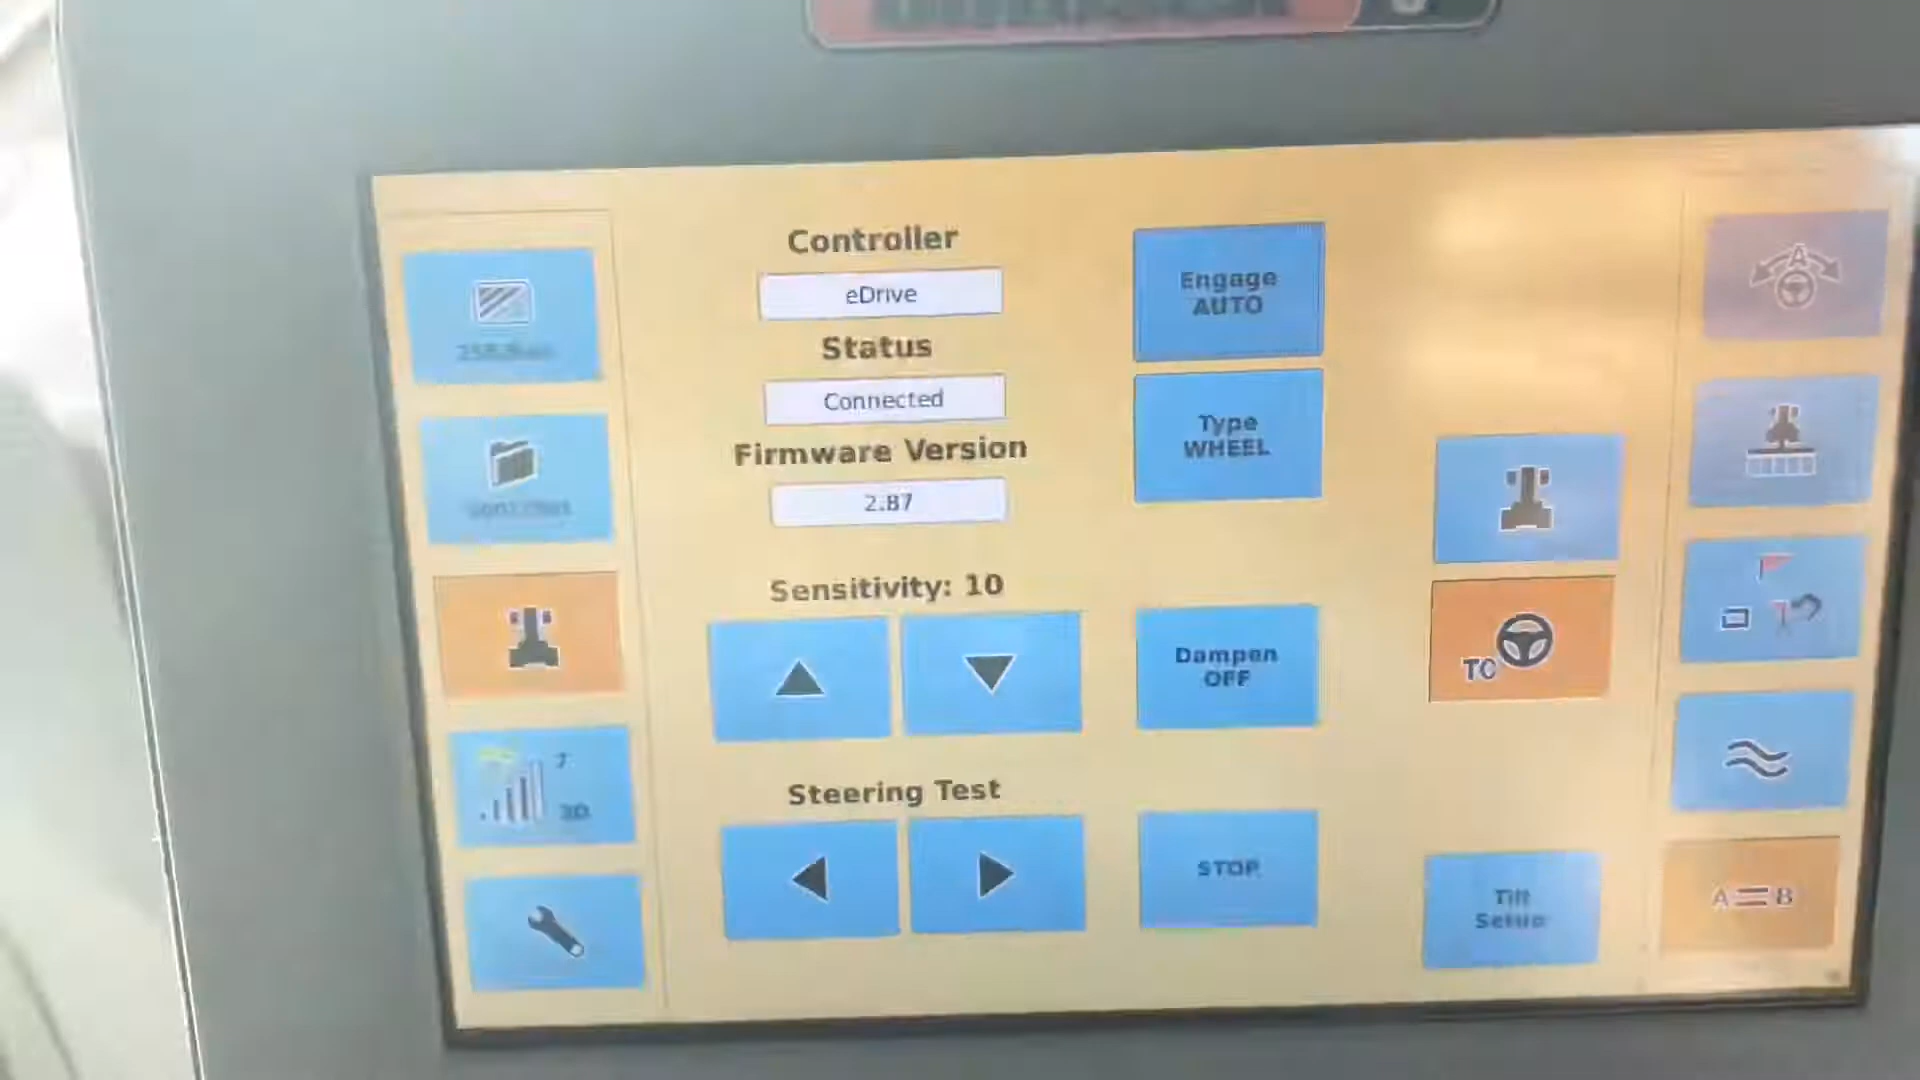 Controller
eDrive
Status
Connected
Firmware Version
2.87
Engage
AUTO
Type
WHEEL
Sensitivity: 10
Dampen
OFF
Steering Test
STOP
TC
Tilt
Setup
A
7
3D
A B